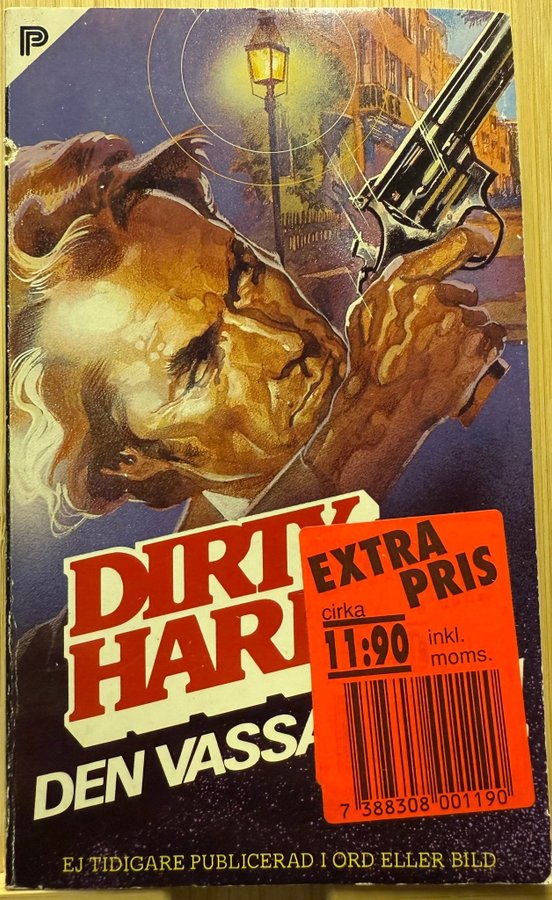 P
DIRTY
HAR
DEN VASSA
EXTRA
PRIS
cirka
11:90
inkl.
moms.
7 388308 001190
EJ TIDIGARE PUBLICERAD I ORD ELLER BILD